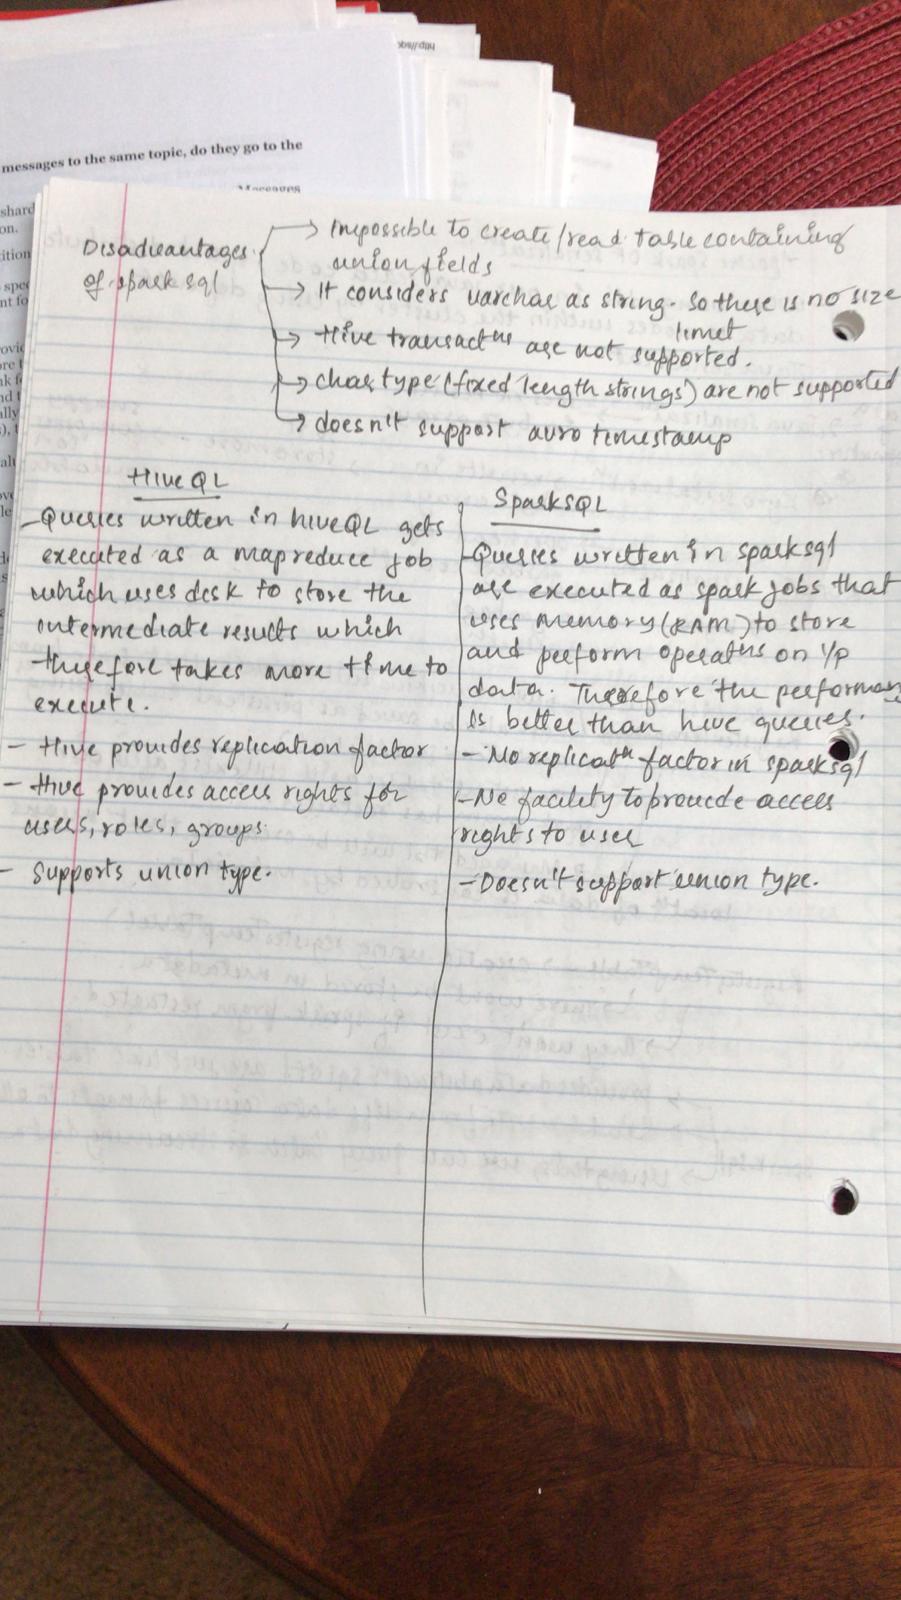 messages to the same topic, do they go to the
Messages
shard
on.
Disadvantages
of spark sql
→ Impossible to create/read table containing
union fields
→ It considers varchar as string. So there is no size
limit
→ Hive transactns are not supported.
→ char type (fixed length strings) are not supported
→ doesn't support avro timestamp
HiveQL
- Queries written in hiveQL gets
executed as a mapreduce job
which uses disk to store the
intermediate results which
therefore takes more time to
execute.
- Hive provides replication factor
- Hive provides access rights for
users, roles, groups
- Supports union type.
SparkSQL
- Queries written in sparksql
are executed as spark jobs that
uses memory (RAM) to store
and perform operatns on i/p
data. Therefore the performan
is better than hive queries.
- No replicatn factor in sparksql
- No facility to provide access
rights to user
- Doesn't support union type.